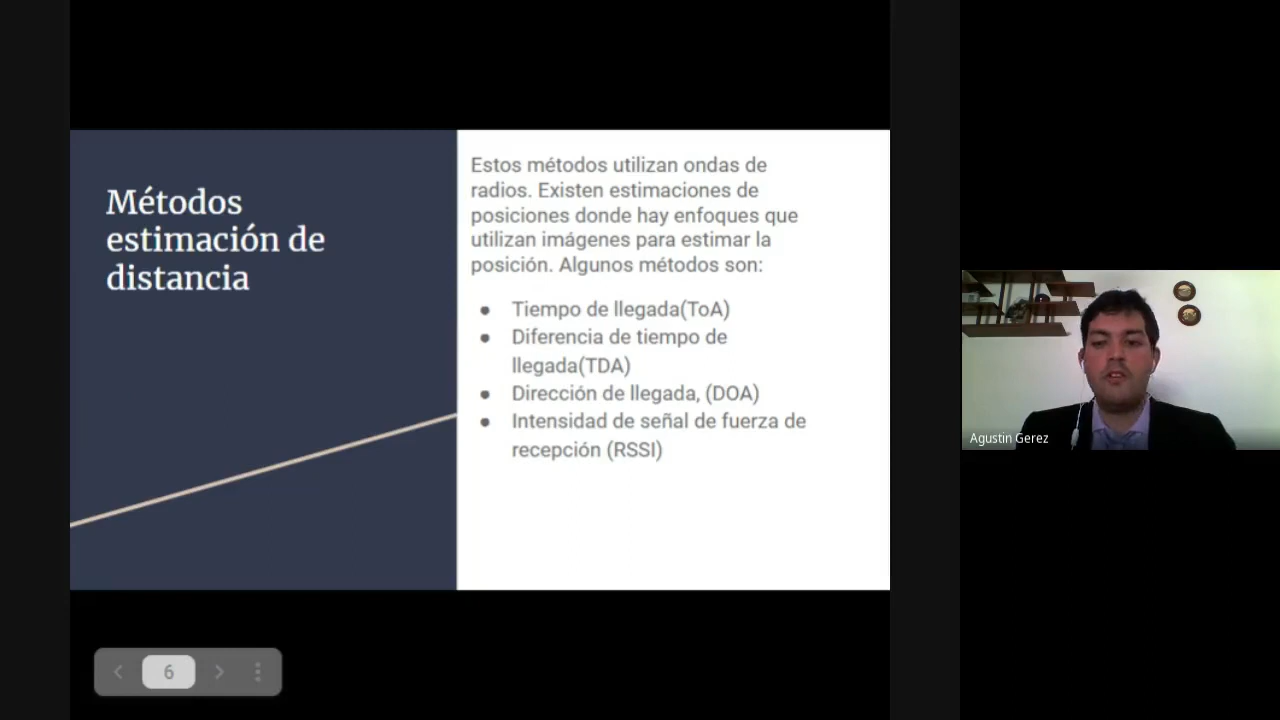 Métodos
estimación de
distancia
Estos métodos utilizan ondas de
radios. Existen estimaciones de
posiciones donde hay enfoques que
utilizan imágenes para estimar la
posición. Algunos métodos son:
● Tiempo de llegada(ToA)
● Diferencia de tiempo de
llegada(TDA)
● Dirección de llegada, (DOA)
● Intensidad de señal de fuerza de
recepción (RSSI)
Agustin Gerez
6